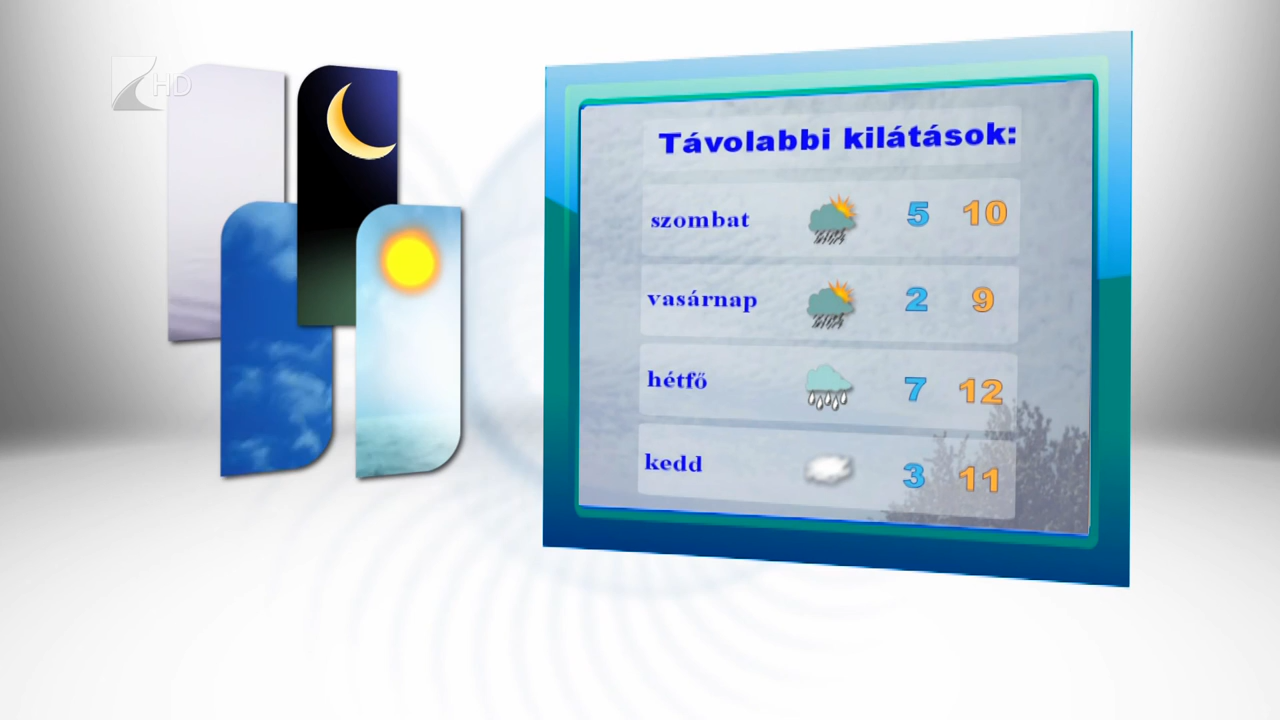 HD
Távolabbi kilátások:
szombat 5 10
vasárnap 2 9
hétfő 7 12
kedd 3 11